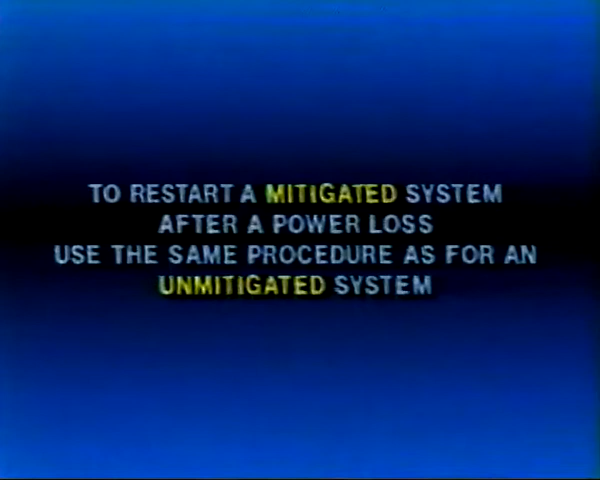 TO RESTART A MITIGATED SYSTEM
AFTER A POWER LOSS
USE THE SAME PROCEDURE AS FOR AN
UNMITIGATED SYSTEM